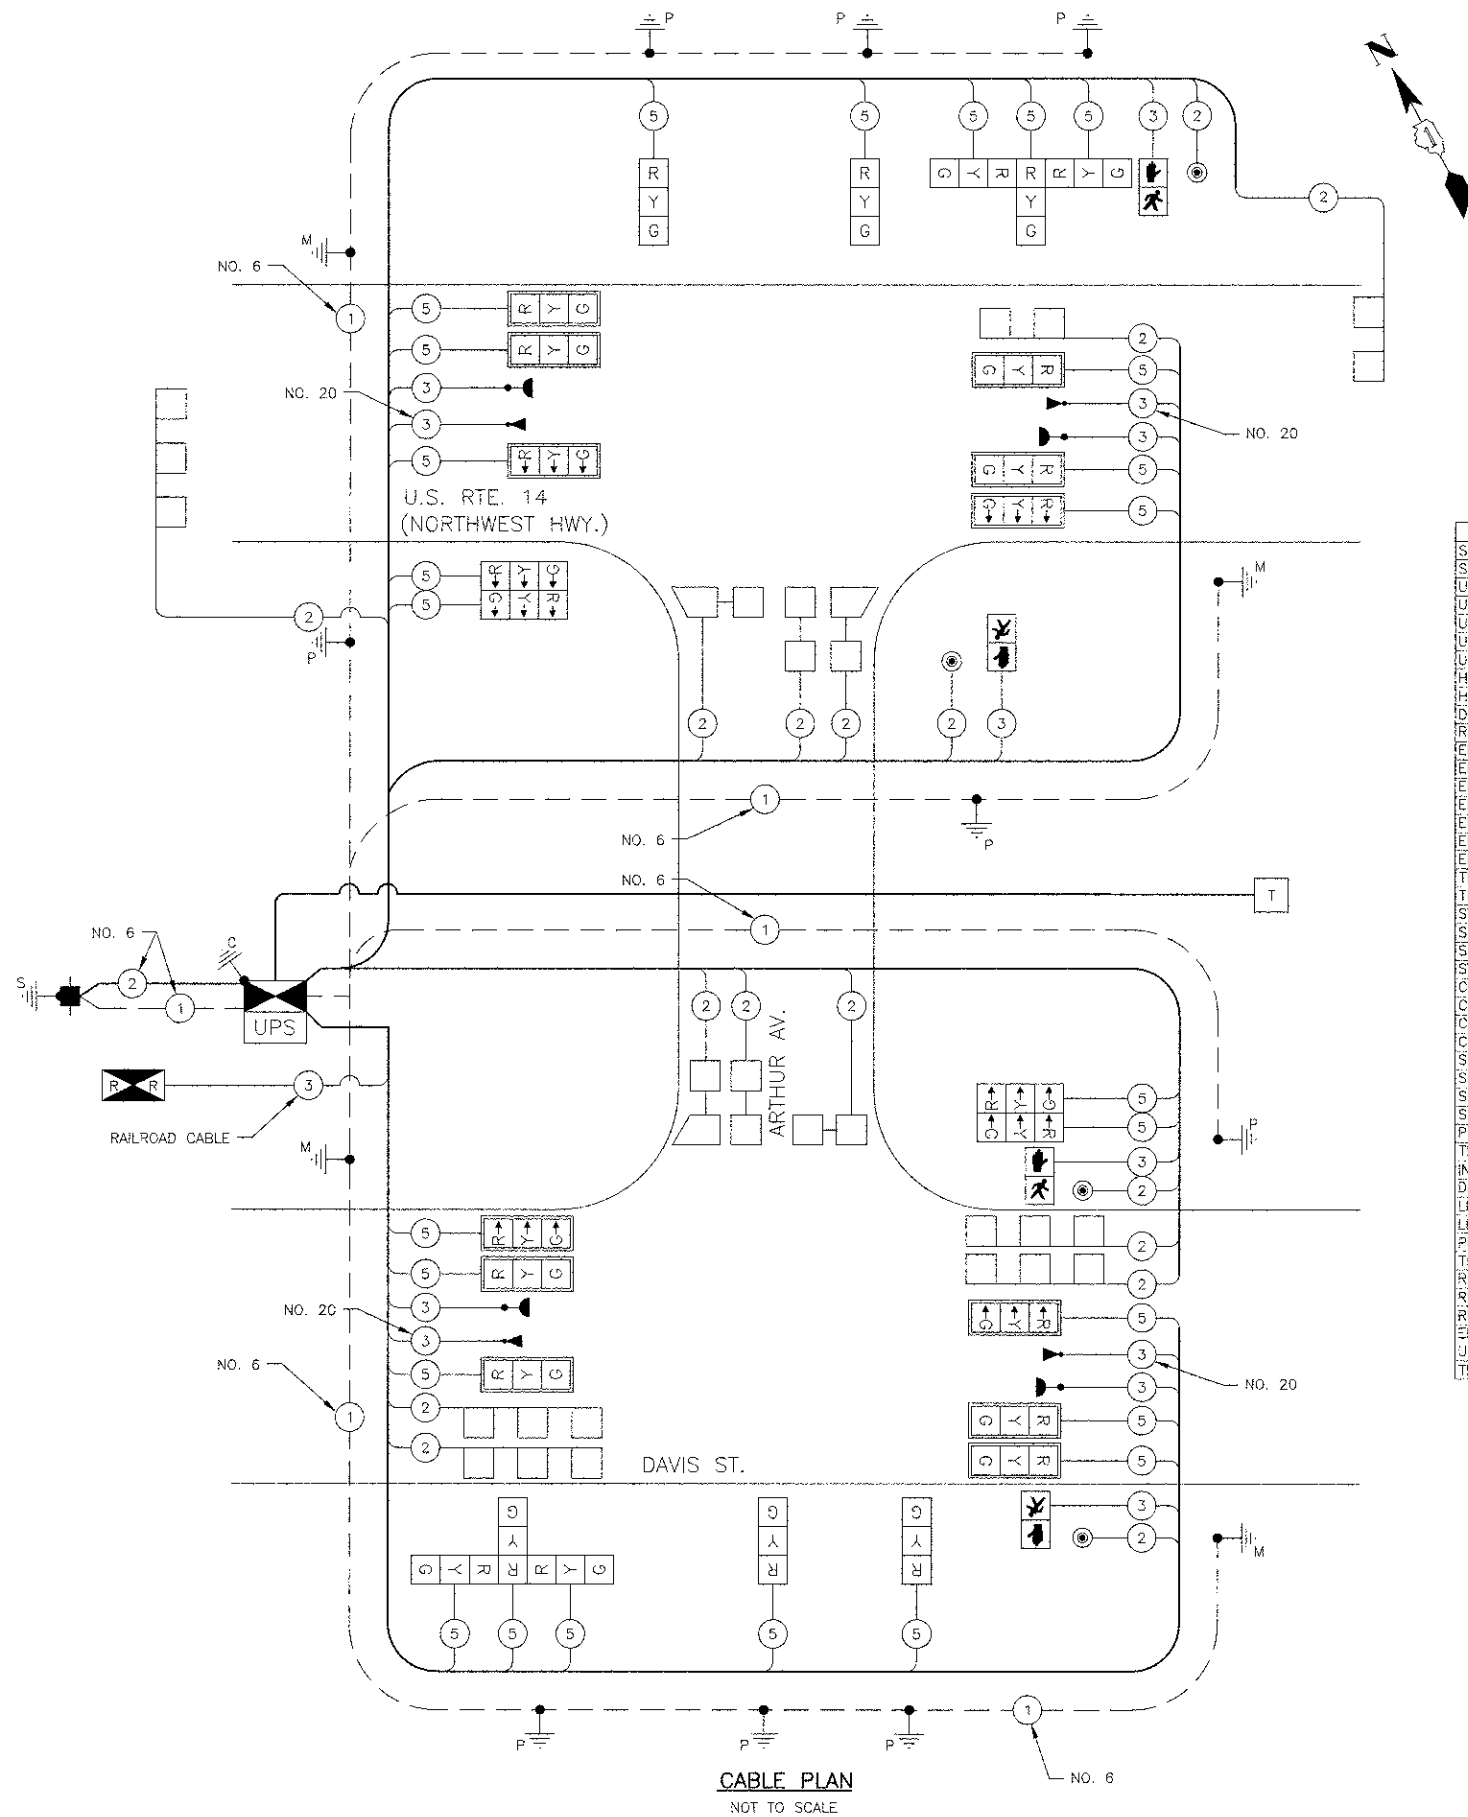 P P P
N
5 5 5 5 5 3 2
R R G Y R R R Y G
Y Y Y
G G G
2
M
NO. 6
1
5 R Y G
5 R Y G
3
NO. 20
3
5 R Y G
2
G Y R 5
3
NO. 20
3
G Y R 5
G Y R 5
U.S. RTE. 14
(NORTHWEST HWY.)
5 R Y G
5 G Y R
M
2
P
2 2 2 2 3
1
NO. 6
P
NO. 6
1
T
NO. 6
C
S
2
1
UPS
2 2 2
ARTHUR AV.
R R
3
RAILROAD CABLE
M
P
R Y G 5
G Y R 5
3
2
5 R Y G
5 R Y G
3
NO. 20
3
5 R Y G
2
2
NO. 6
1
2
2
G Y R 5
3
NO. 20
3
G Y R 5
G Y R 5
DAVIS ST.
3
2
M
G G G
Y Y Y
G Y R R R Y G R R
5 5 5 5 5
P P P
1
NO. 6
CABLE PLAN
NOT TO SCALE